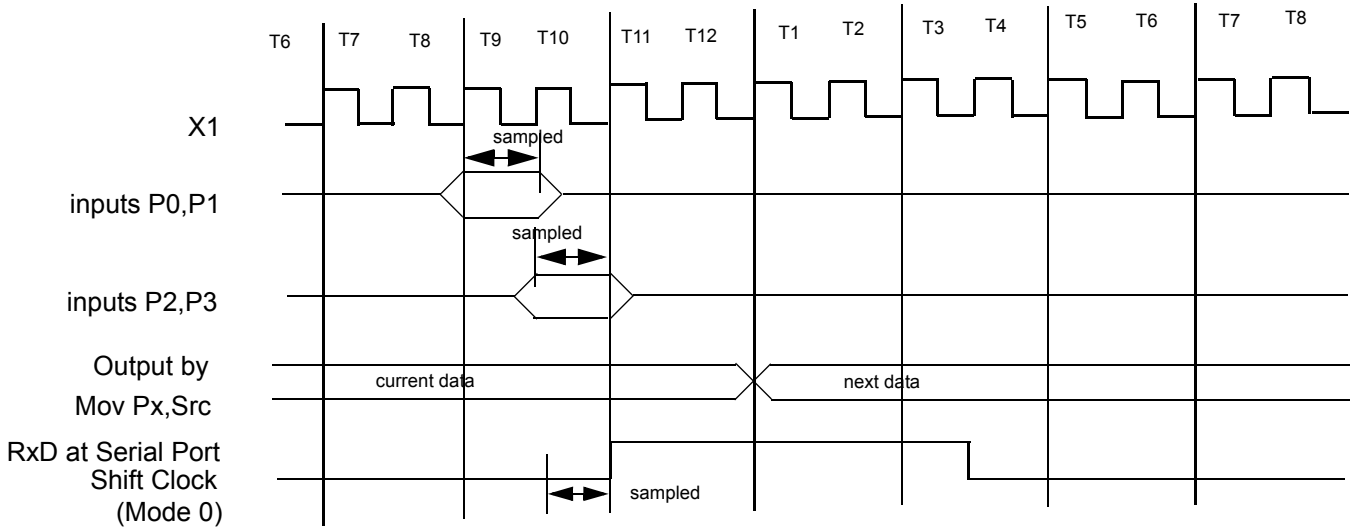 T6 T7 T8 T9 T10 T11 T12 T1 T2 T3 T4 T5 T6 T7 T8
X1
sampled
inputs P0,P1
sampled
inputs P2,P3
Output by
current data next data
Mov Px,Src
RxD at Serial Port
Shift Clock
sampled
(Mode 0)